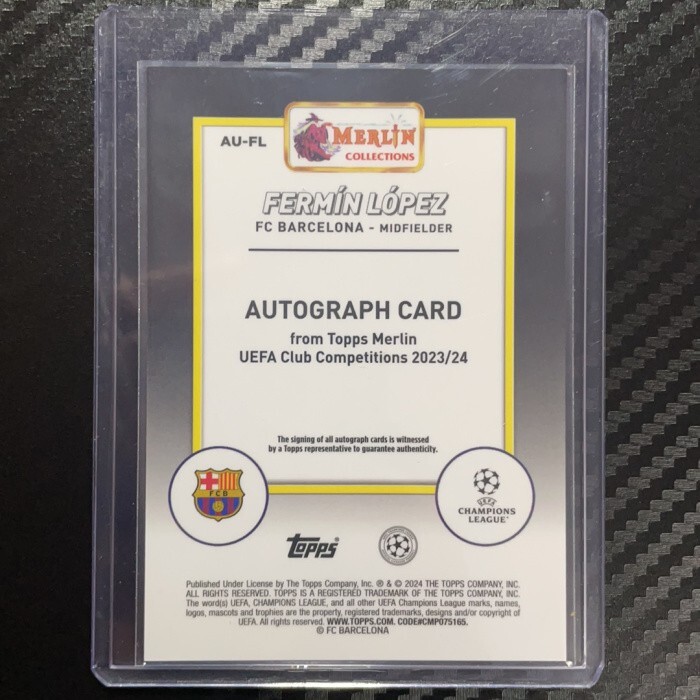 AU-FL
MERLIN
COLLECTIONS
FERMÍN LÓPEZ
FC BARCELONA - MIDFIELDER
AUTOGRAPH CARD
from Topps Merlin
UEFA Club Competitions 2023/24
The signing of all autograph cards is witnessed
by a Topps representative to guarantee authenticity.
FCB
UEFA
CHAMPIONS
LEAGUE®
Topps
Published Under License by The Topps Company, Inc. ® & © 2024 THE TOPPS COMPANY, INC.
ALL RIGHTS RESERVED. TOPPS IS A REGISTERED TRADEMARK OF THE TOPPS COMPANY, INC.
The word(s) UEFA, CHAMPIONS LEAGUE, and all other UEFA Champions League marks, names,
logos, mascots and trophies are the property, registered trademarks, designs and/or copyright of
UEFA. All rights reserved. WWW.TOPPS.COM. CODE#CMP075165.
© FC BARCELONA